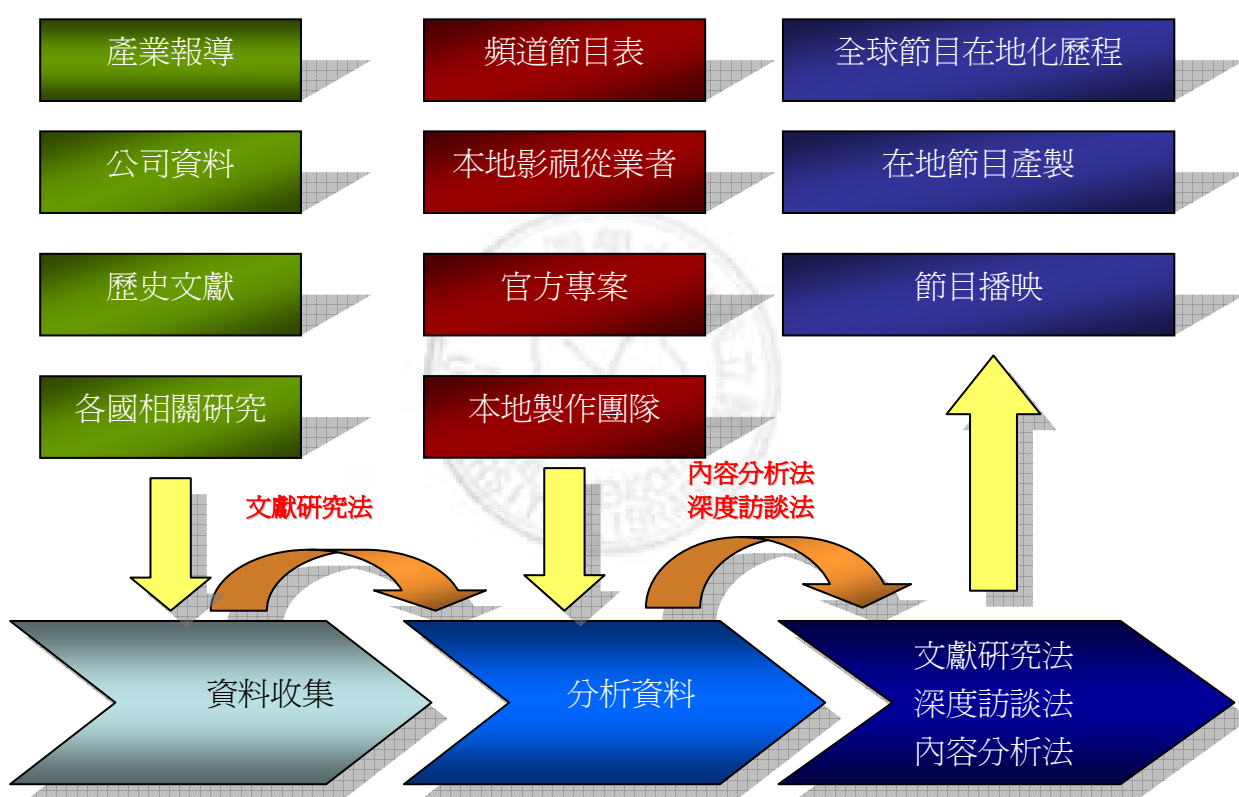 產業報導
頻道節目表
全球節目在地化歷程
公司資料
本地影視從業者
在地節目產製
歷史文獻
官方專案
節目播映
各國相關研究
本地製作團隊
文獻研究法
內容分析法
深度訪談法
資料收集
分析資料
文獻研究法
深度訪談法
內容分析法